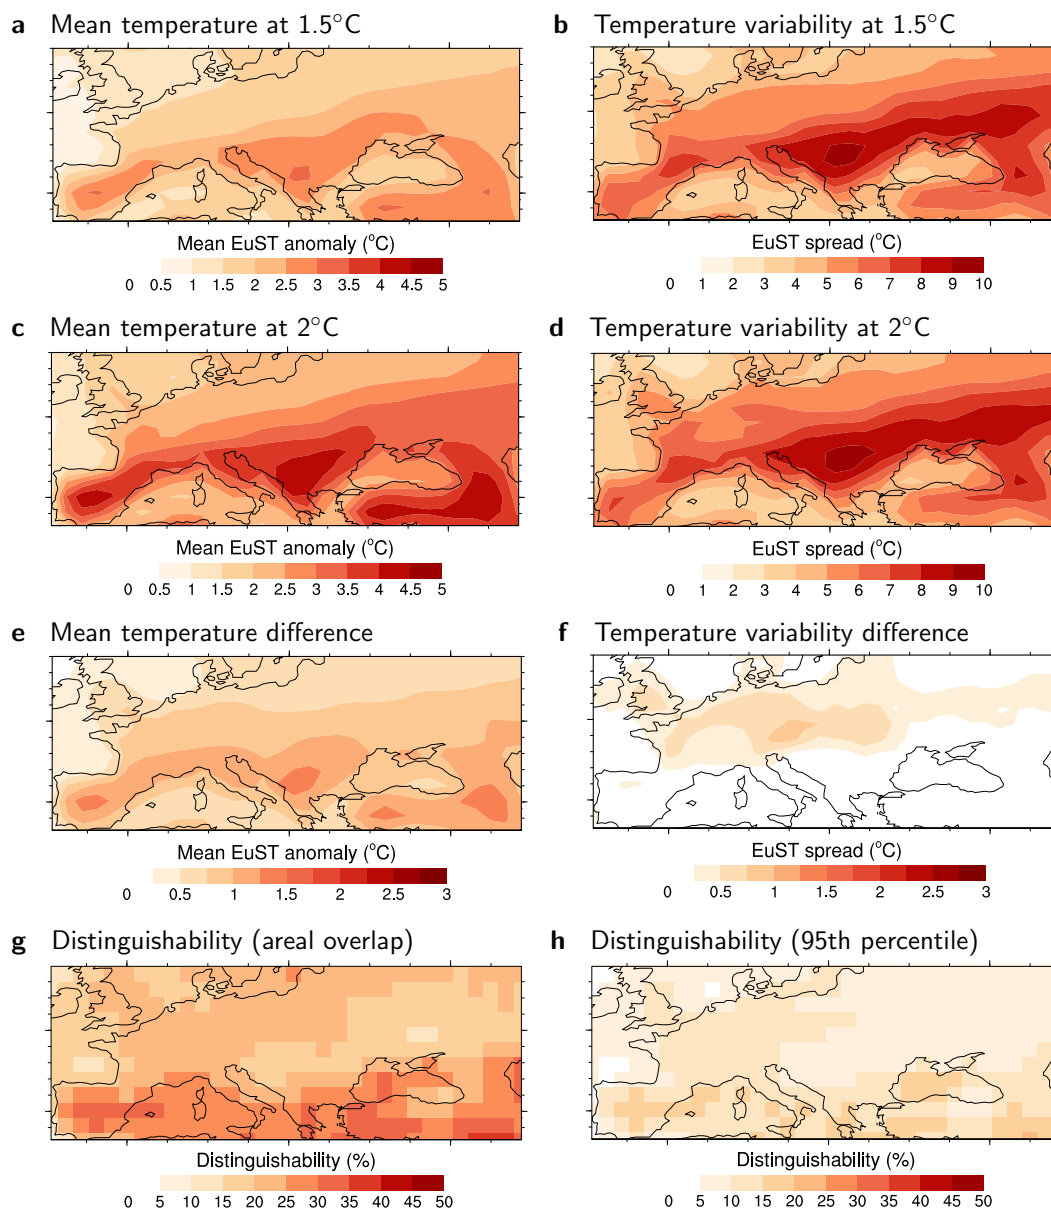 a Mean temperature at 1.5°C
b Temperature variability at 1.5°C
Mean EuST anomaly (°C)
0 0.5 1 1.5 2 2.5 3 3.5 4 4.5 5
EuST spread (°C)
0 1 2 3 4 5 6 7 8 9 10
c Mean temperature at 2°C
d Temperature variability at 2°C
Mean EuST anomaly (°C)
0 0.5 1 1.5 2 2.5 3 3.5 4 4.5 5
EuST spread (°C)
0 1 2 3 4 5 6 7 8 9 10
e Mean temperature difference
f Temperature variability difference
Mean EuST anomaly (°C)
0 0.5 1 1.5 2 2.5 3
EuST spread (°C)
0 0.5 1 1.5 2 2.5 3
g Distinguishability (areal overlap)
h Distinguishability (95th percentile)
Distinguishability (%)
0 5 10 15 20 25 30 35 40 45 50
Distinguishability (%)
0 5 10 15 20 25 30 35 40 45 50